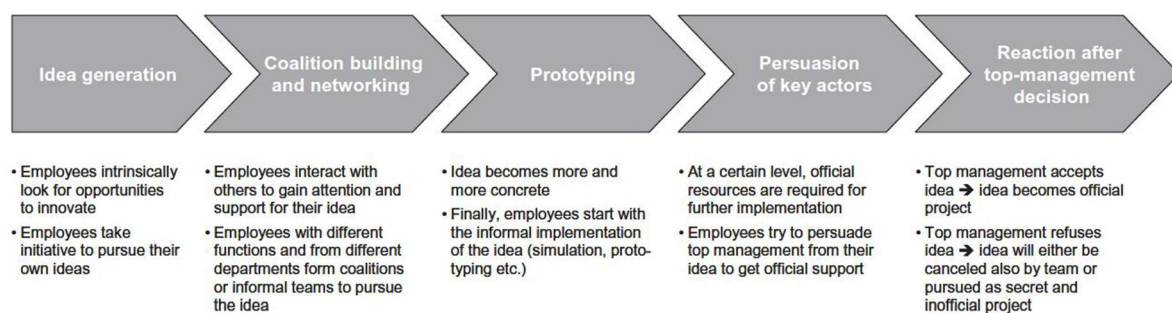 Idea generation
Coalition building
and networking
Prototyping
Persuasion
of key actors
Reaction after
top-management
decision
• Employees intrinsically
look for opportunities
to innovate
• Employees take
initiative to pursue their
own ideas
• Employees interact with
others to gain attention and
support for their idea
• Employees with different
functions and from different
departments form coalitions
or informal teams to pursue
the idea
• Idea becomes more and
more concrete
• Finally, employees start with
the informal implementation
of the idea (simulation, proto-
typing etc.)
• At a certain level, official
resources are required for
further implementation
• Employees try to persuade
top management from their
idea to get official support
• Top management accepts
idea ➔ idea becomes official
project
• Top management refuses
idea ➔ idea will either be
canceled also by team or
pursued as secret and
inofficial project